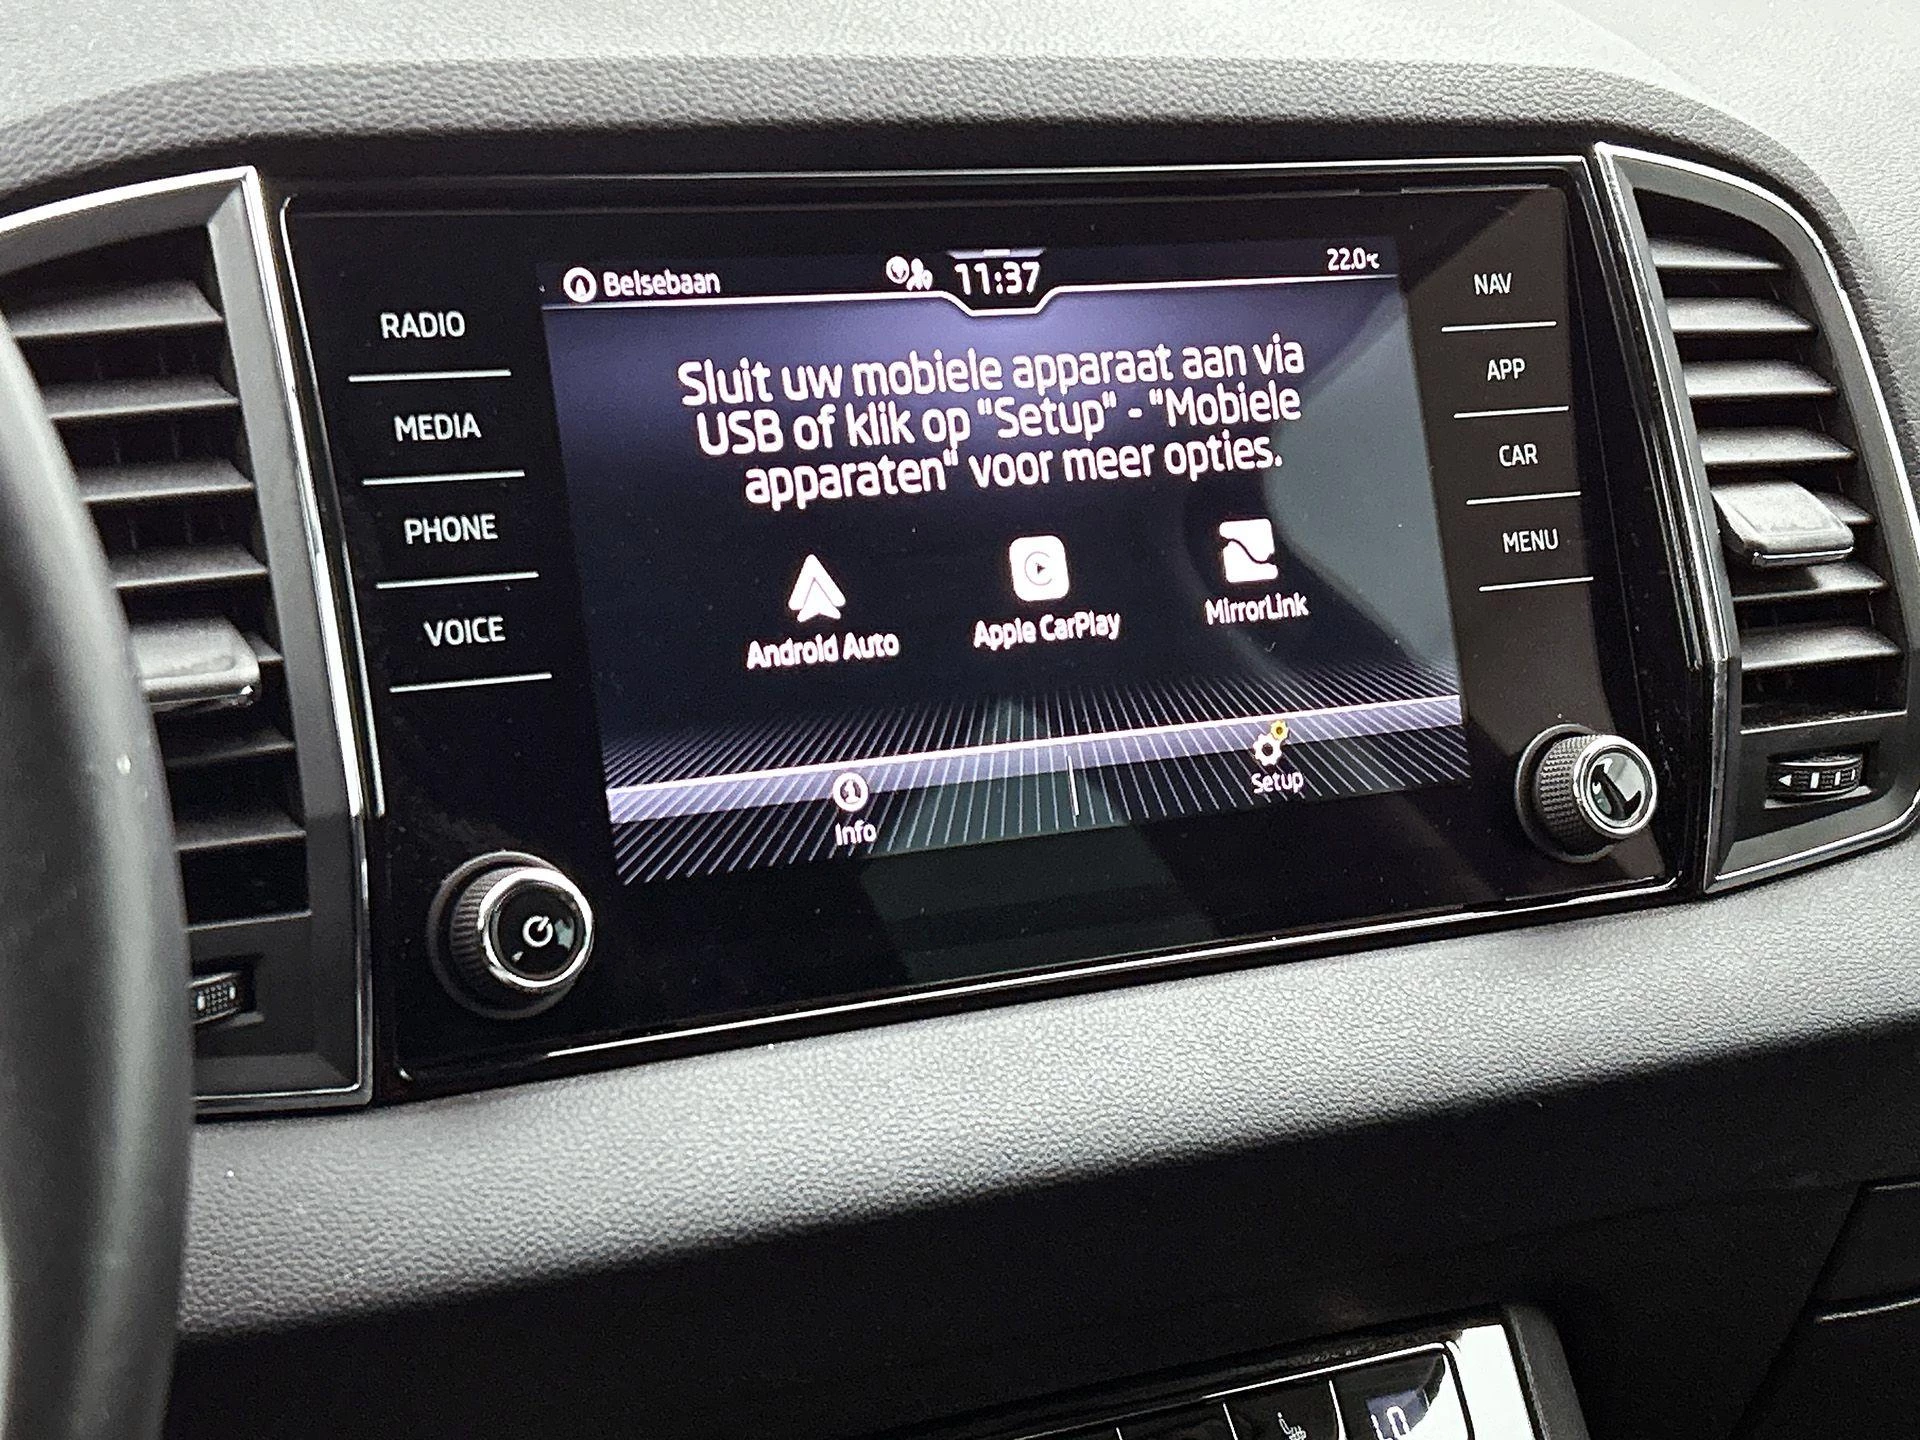 Belsebaan
11:37
22.0°C
RADIO
MEDIA
PHONE
VOICE
Sluit uw mobiele apparaat aan via
USB of klik op "Setup" - "Mobiele
apparaten" voor meer opties.
Android Auto
Apple CarPlay
MirrorLink
Info
Setup
NAV
APP
CAR
MENU
LO